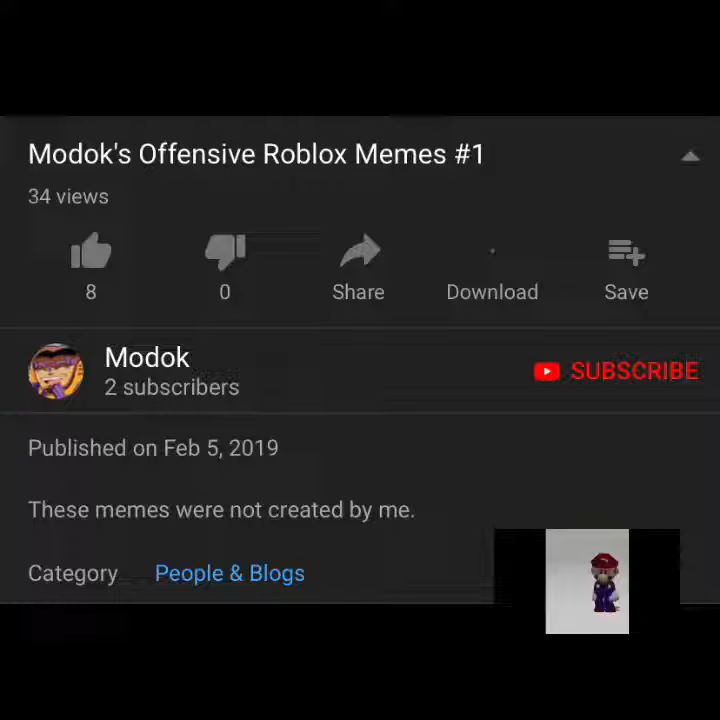 Modok's Offensive Roblox Memes #1
34 views
8 0 Share Download Save
Modok
2 subscribers
SUBSCRIBE
Published on Feb 5, 2019
These memes were not created by me.
Category People & Blogs